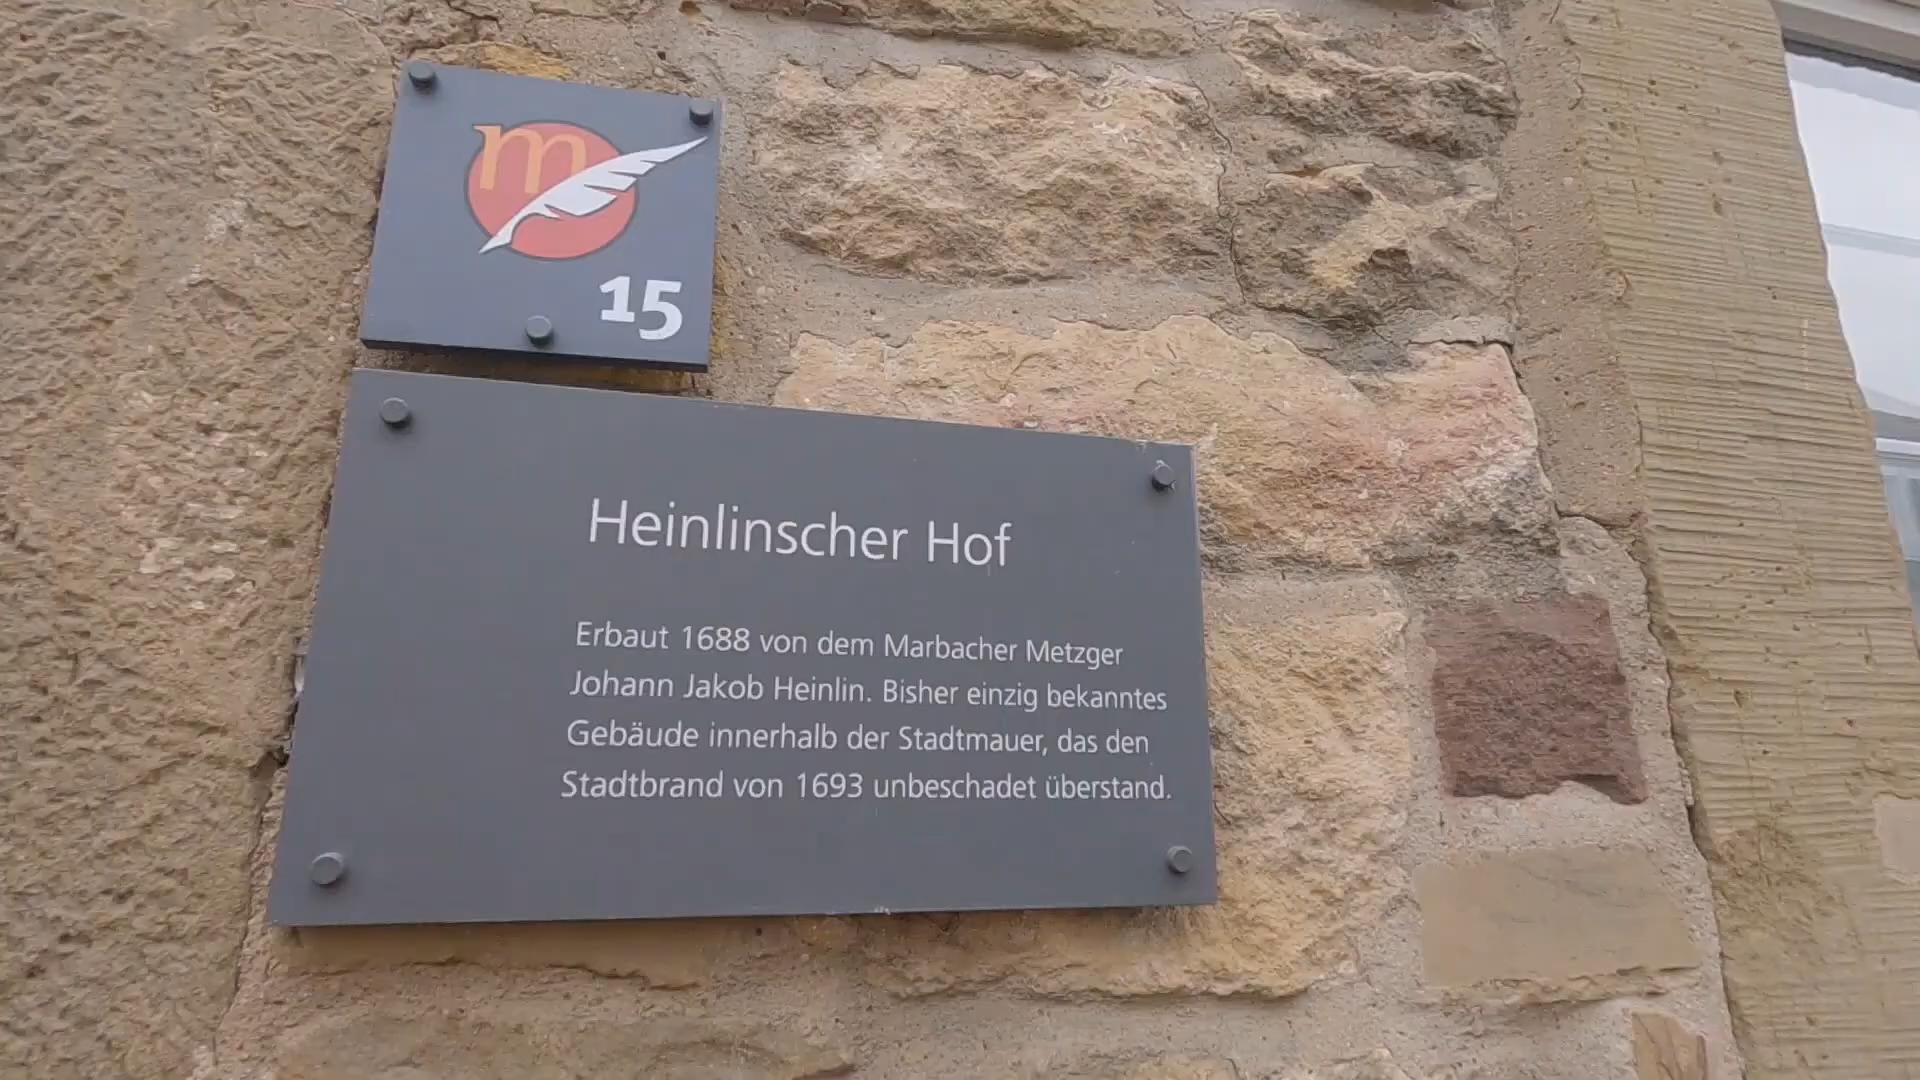 m
15
Heinlinscher Hof
Erbaut 1688 von dem Marbacher Metzger
Johann Jakob Heinlin. Bisher einzig bekanntes
Gebäude innerhalb der Stadtmauer, das den
Stadtbrand von 1693 unbeschadet überstand.